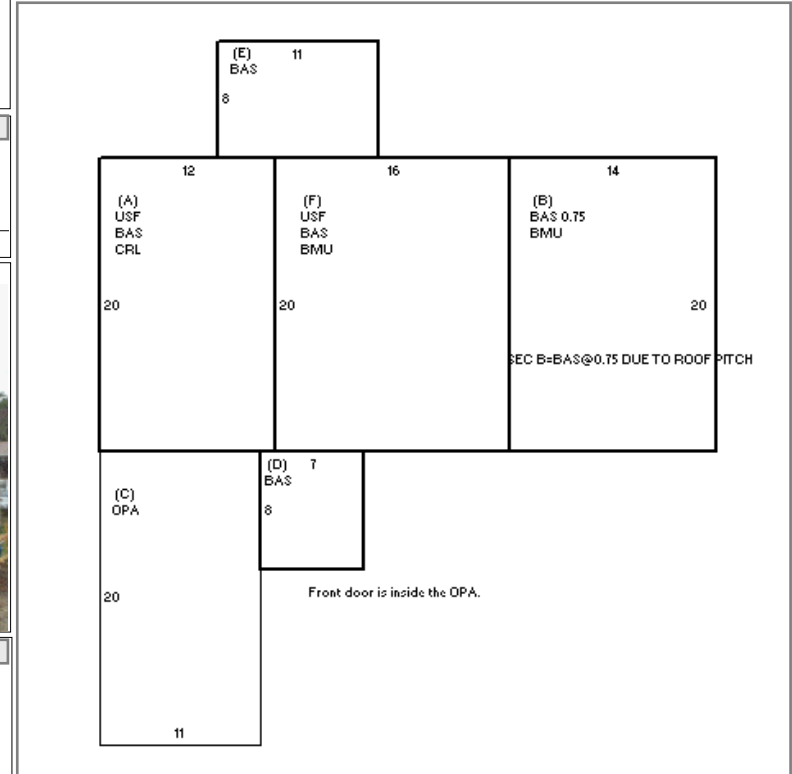 (E) 11
BAS
8
12
16
14
(A)
USF
BAS
CRL
(F)
USF
BAS
BMU
(B)
BAS 0.75
BMU
20
20
20
SEC B=BAS@0.75 DUE TO ROOF PITCH
(D) 7
BAS
8
(C)
OPA
20
Front door is inside the OPA.
11